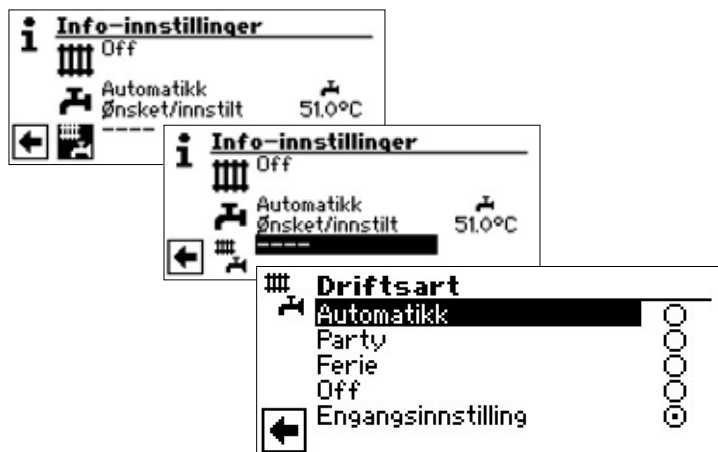 i Info-innstillinger
Off
Automatikk
Ønsket/innstilt 51.0°C
----
i Info-innstillinger
Off
Automatikk
Ønsket/innstilt 51.0°C
----
Driftsart
Automatikk
Party
Ferie
Off
Engangsinnstilling